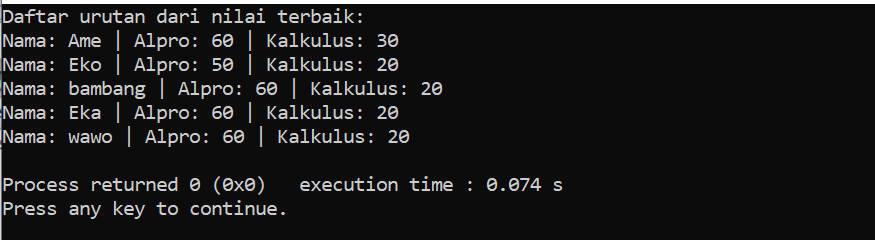 Daftar urutan dari nilai terbaik:
Nama: Ame | Alpro: 60 | Kalkulus: 30
Nama: Eko | Alpro: 50 | Kalkulus: 20
Nama: bambang | Alpro: 60 | Kalkulus: 20
Nama: Eka | Alpro: 60 | Kalkulus: 20
Nama: wawo | Alpro: 60 | Kalkulus: 20
Process returned 0 (0x0)   execution time : 0.074 s
Press any key to continue.